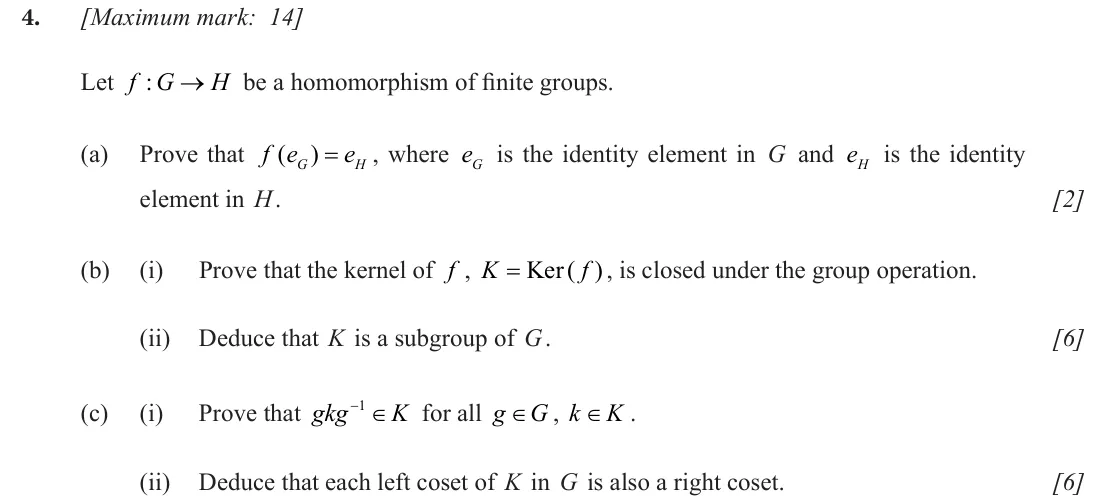 4. [Maximum mark: 14]
Let f : G → H be a homomorphism of finite groups.
(a) Prove that f(e_G) = e_H, where e_G is the identity element in G and e_H is the identity
element in H. [2]
(b) (i) Prove that the kernel of f, K = Ker(f), is closed under the group operation.
(ii) Deduce that K is a subgroup of G. [6]
(c) (i) Prove that gkg⁻¹ ∈ K for all g ∈ G, k ∈ K.
(ii) Deduce that each left coset of K in G is also a right coset. [6]